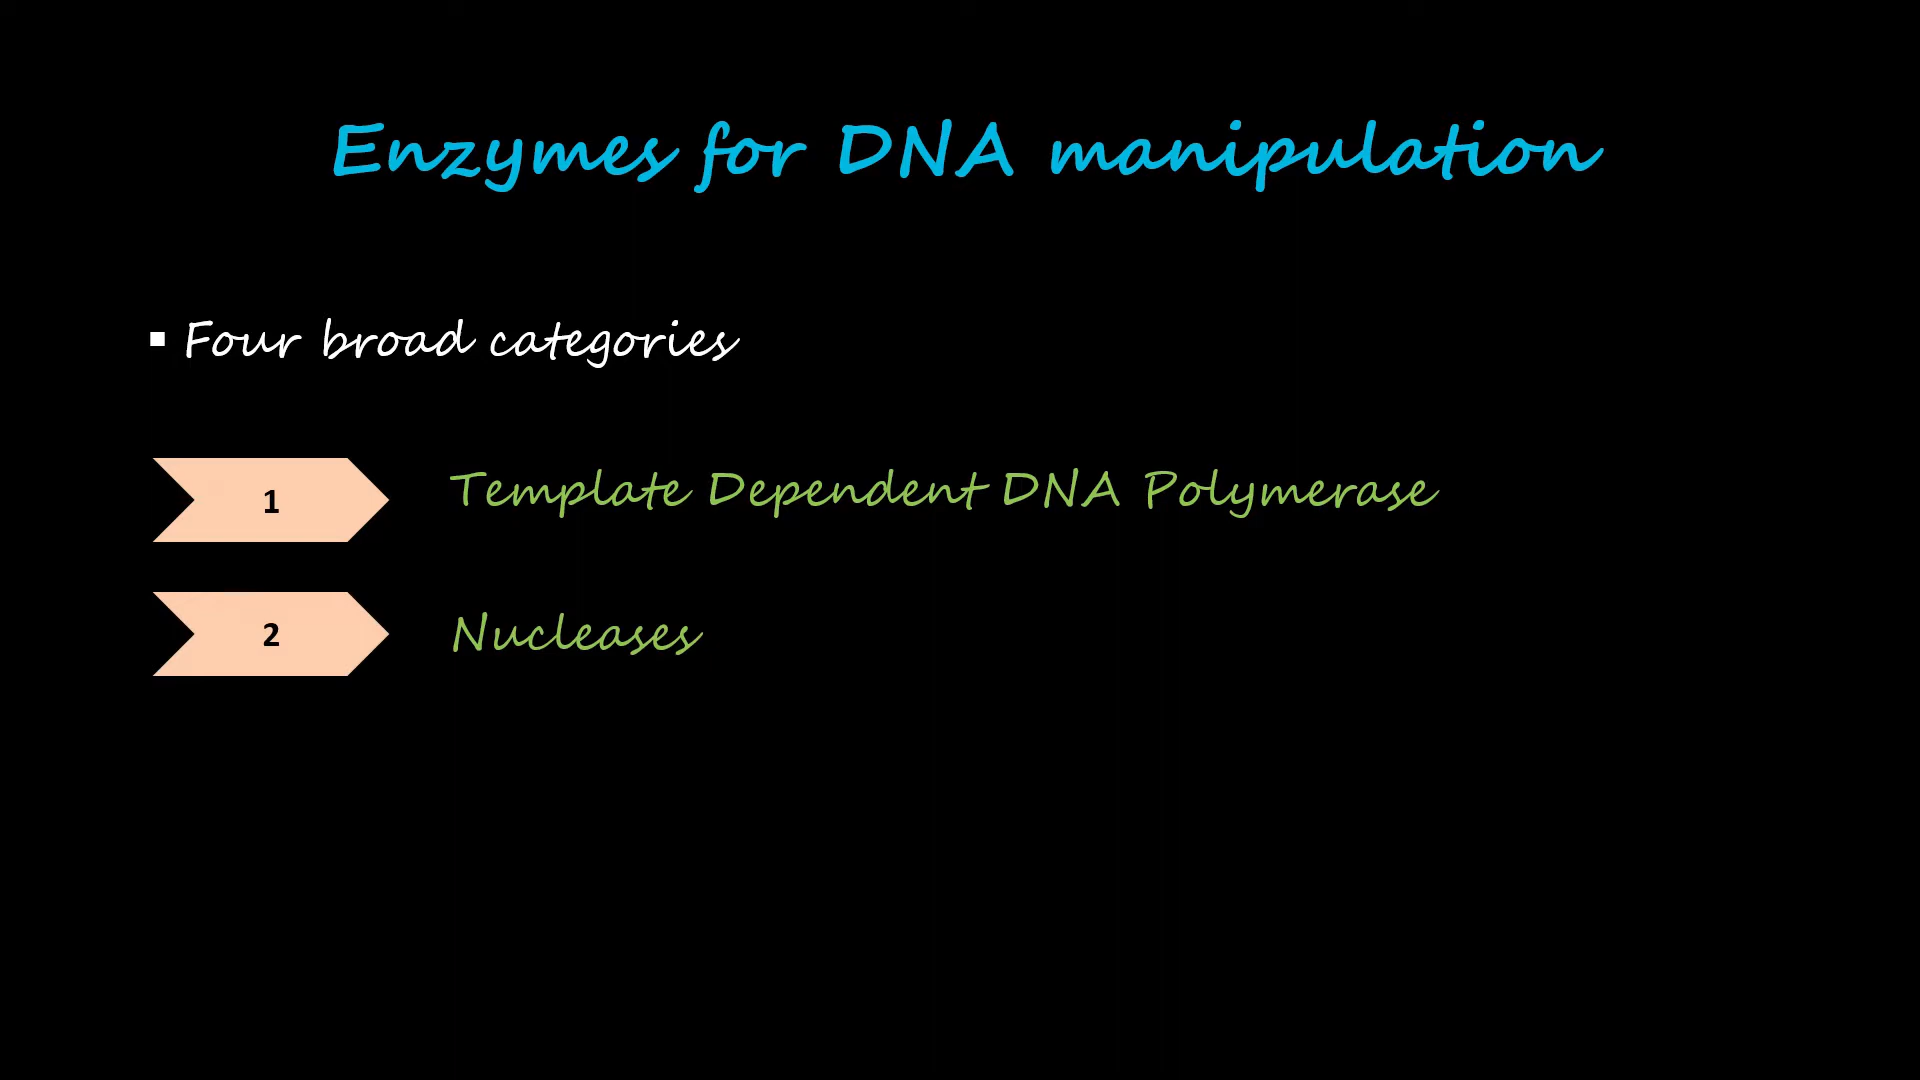 Enzymes for DNA manipulation
▪ Four broad categories
1 Template Dependent DNA Polymerase
2 Nucleases